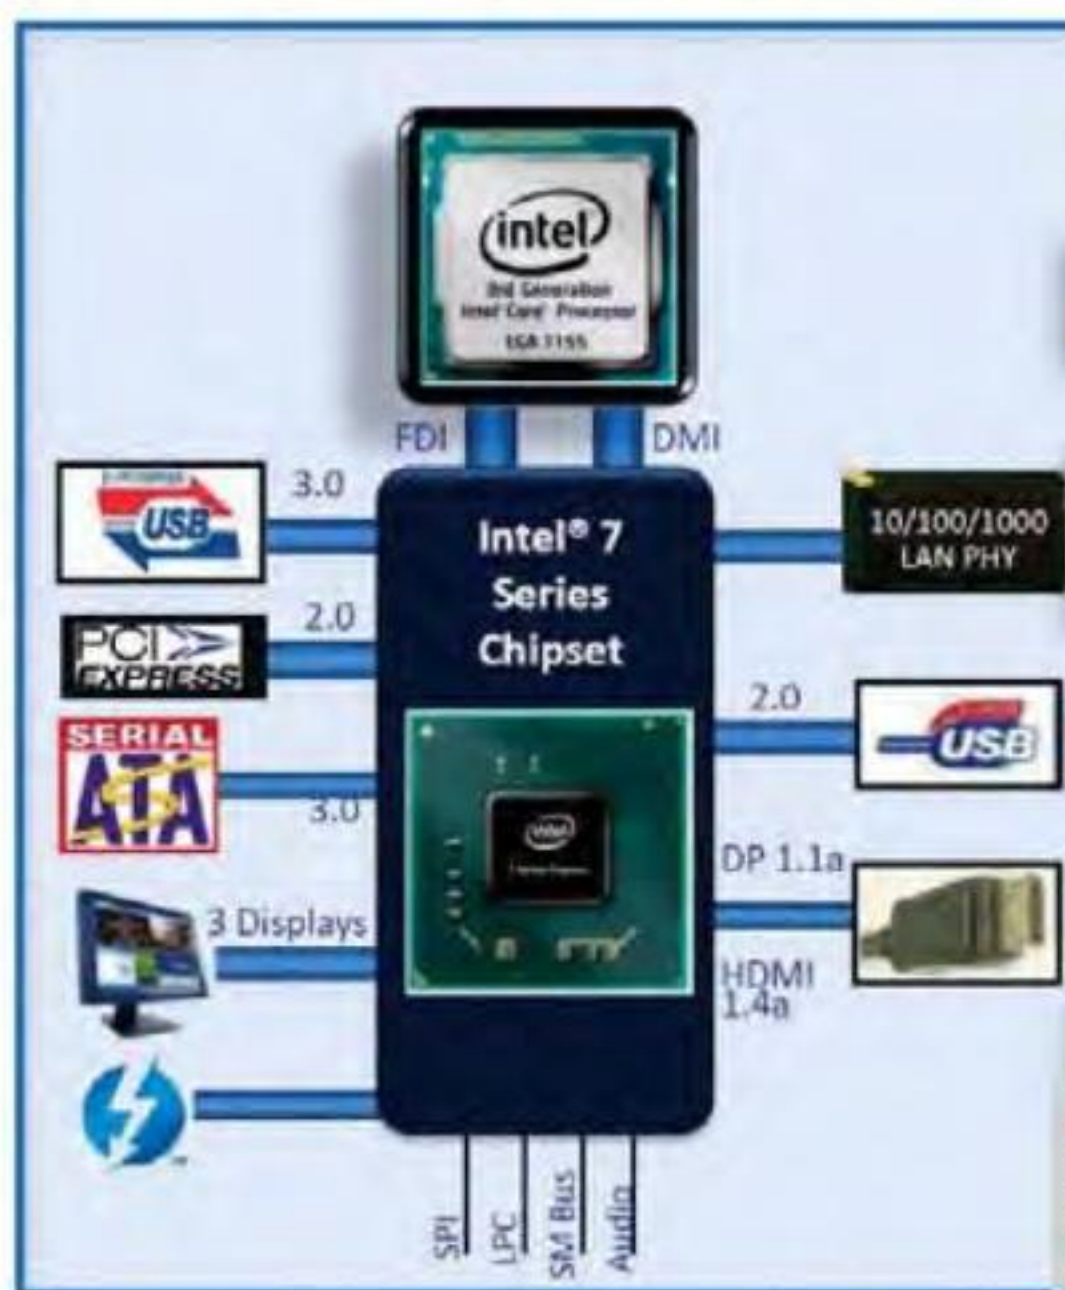 intel
3rd Generation
Intel Core Processor
LGA 1155
FDI
DMI
3.0
USB
Intel® 7
Series
Chipset
10/100/1000
LAN PHY
2.0
PCI
EXPRESS
2.0
USB
SERIAL
ATA
3.0
intel
DP 1.1a
3 Displays
HDMI
1.4a
SPI
LPC
SM Bus
Audio